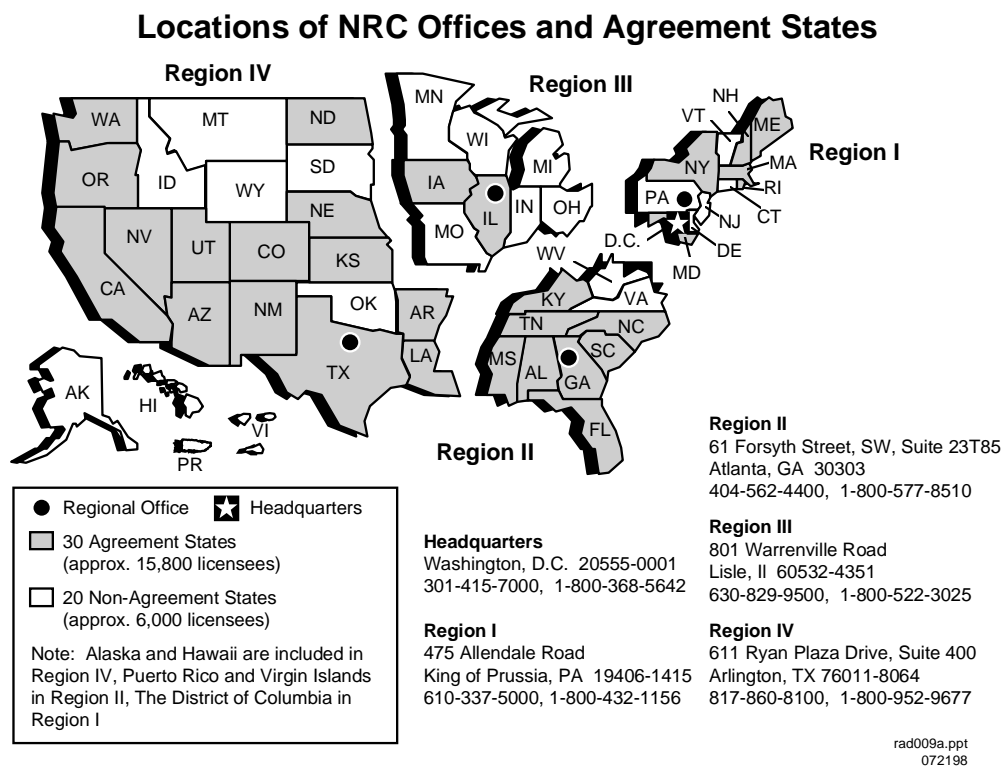 Locations of NRC Offices and Agreement States
Region IV
Region III
Region I
Region II
WA
OR
CA
NV
ID
MT
WY
UT
AZ
CO
NM
ND
SD
NE
KS
OK
TX
AR
LA
AK
HI
PR
VI
MN
WI
MI
IA
IL
IN
OH
MO
NH
VT
ME
NY
MA
RI
CT
PA
NJ
DE
D.C.
MD
WV
VA
KY
TN
NC
SC
MS
AL
GA
FL
Regional Office
Headquarters
30 Agreement States
(approx. 15,800 licensees)
20 Non-Agreement States
(approx. 6,000 licensees)
Note: Alaska and Hawaii are included in
Region IV, Puerto Rico and Virgin Islands
in Region II, The District of Columbia in
Region I
Headquarters
Washington, D.C. 20555-0001
301-415-7000, 1-800-368-5642
Region I
475 Allendale Road
King of Prussia, PA 19406-1415
610-337-5000, 1-800-432-1156
Region II
61 Forsyth Street, SW, Suite 23T85
Atlanta, GA 30303
404-562-4400, 1-800-577-8510
Region III
801 Warrenville Road
Lisle, Il 60532-4351
630-829-9500, 1-800-522-3025
Region IV
611 Ryan Plaza Drive, Suite 400
Arlington, TX 76011-8064
817-860-8100, 1-800-952-9677
rad009a.ppt
072198